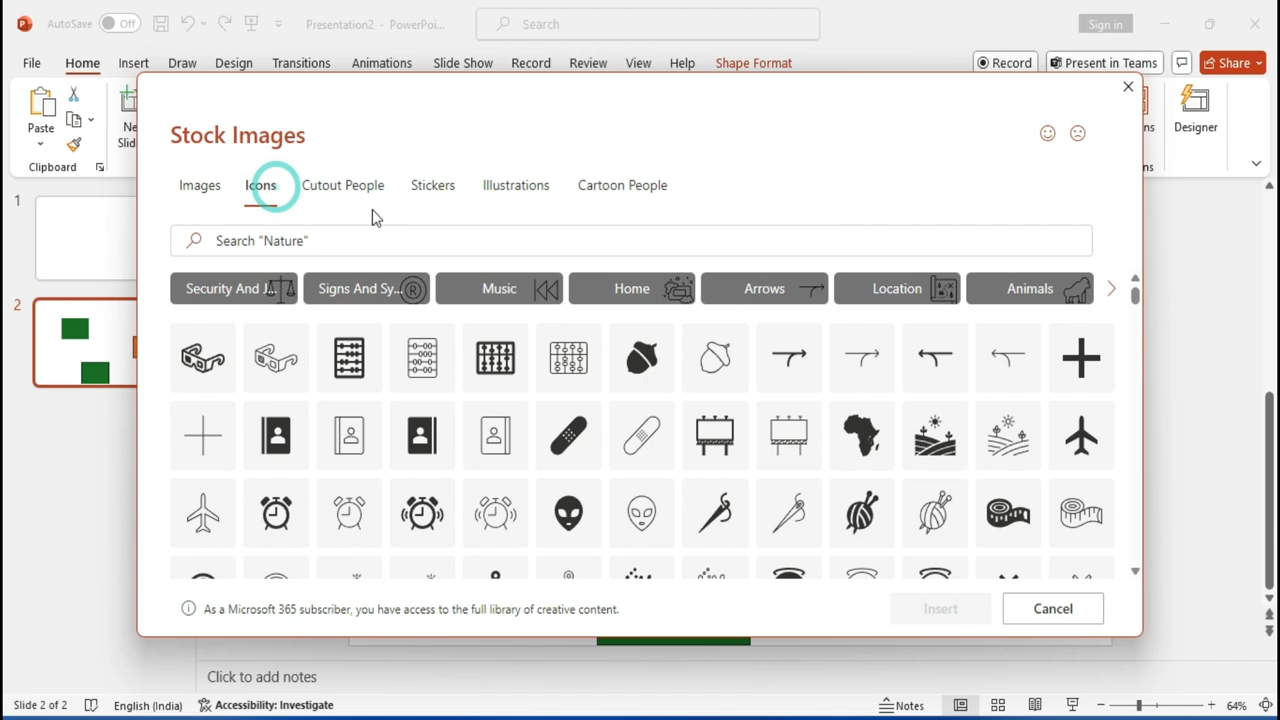 AutoSave Off Presentation2 - PowerPoi... Search Sign in
File Home Insert Draw Design Transitions Animations Slide Show Record Review View Help Shape Format Record Present in Teams Share
Paste
Ne
Slid
Designer
Clipboard
ns
ns
Stock Images
Images Icons Cutout People Stickers Illustrations Cartoon People
Search "Nature"
Security And J... Signs And Sy... Music Home Arrows Location Animals
1
2
As a Microsoft 365 subscriber, you have access to the full library of creative content. Insert Cancel
Click to add notes
Slide 2 of 2 English (India) Accessibility: Investigate Notes 64%